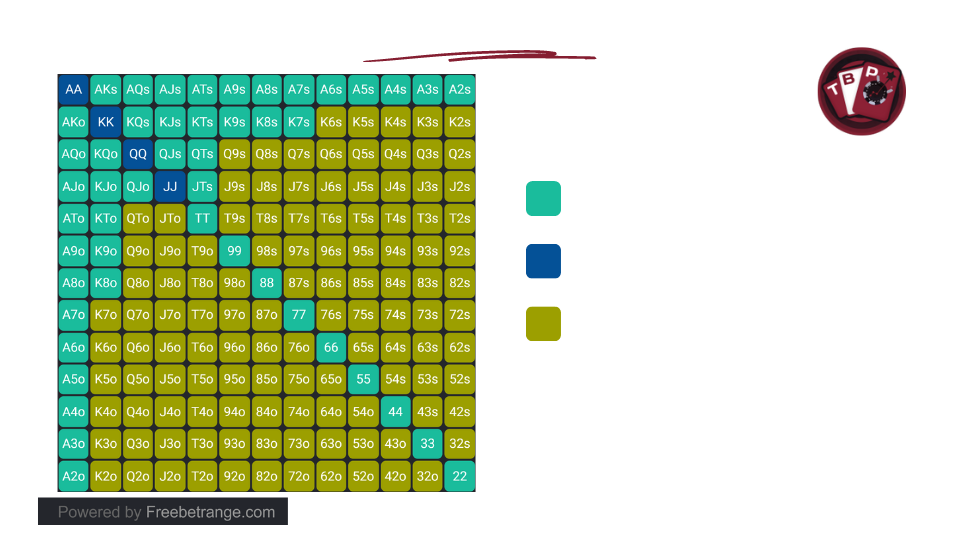 T B P
AA AKs AQs AJs ATs A9s A8s A7s A6s A5s A4s A3s A2s
AKo KK KQs KJs KTs K9s K8s K7s K6s K5s K4s K3s K2s
AQo KQo QQ QJs QTs Q9s Q8s Q7s Q6s Q5s Q4s Q3s Q2s
AJo KJo QJo JJ JTs J9s J8s J7s J6s J5s J4s J3s J2s
ATo KTo QTo JTo TT T9s T8s T7s T6s T5s T4s T3s T2s
A9o K9o Q9o J9o T9o 99 98s 97s 96s 95s 94s 93s 92s
A8o K8o Q8o J8o T8o 98o 88 87s 86s 85s 84s 83s 82s
A7o K7o Q7o J7o T7o 97o 87o 77 76s 75s 74s 73s 72s
A6o K6o Q6o J6o T6o 96o 86o 76o 66 65s 64s 63s 62s
A5o K5o Q5o J5o T5o 95o 85o 75o 65o 55 54s 53s 52s
A4o K4o Q4o J4o T4o 94o 84o 74o 64o 54o 44 43s 42s
A3o K3o Q3o J3o T3o 93o 83o 73o 63o 53o 43o 33 32s
A2o K2o Q2o J2o T2o 92o 82o 72o 62o 52o 42o 32o 22
Powered by Freebetrange.com